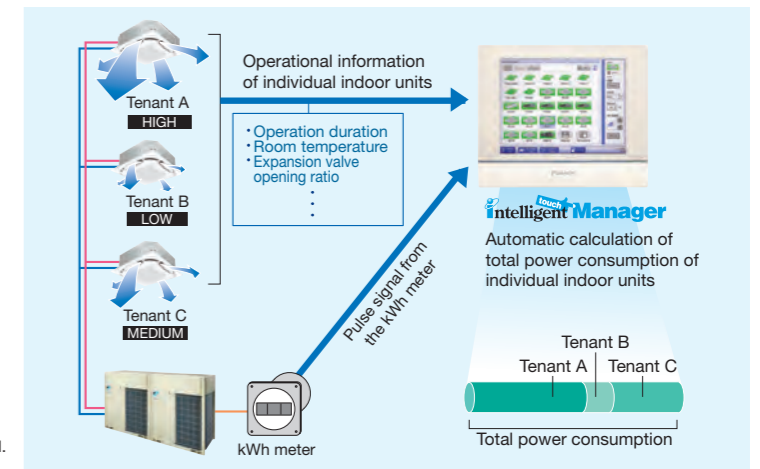 Operational information
of individual indoor units
Tenant A
HIGH
・Operation duration
・Room temperature
・Expansion valve
opening ratio
Tenant B
LOW
intelligent touch Manager
Automatic calculation of
total power consumption of
individual indoor units
Pulse signal from
the kWh meter
Tenant C
MEDIUM
Tenant B
Tenant A
Tenant C
Total power consumption
kWh meter